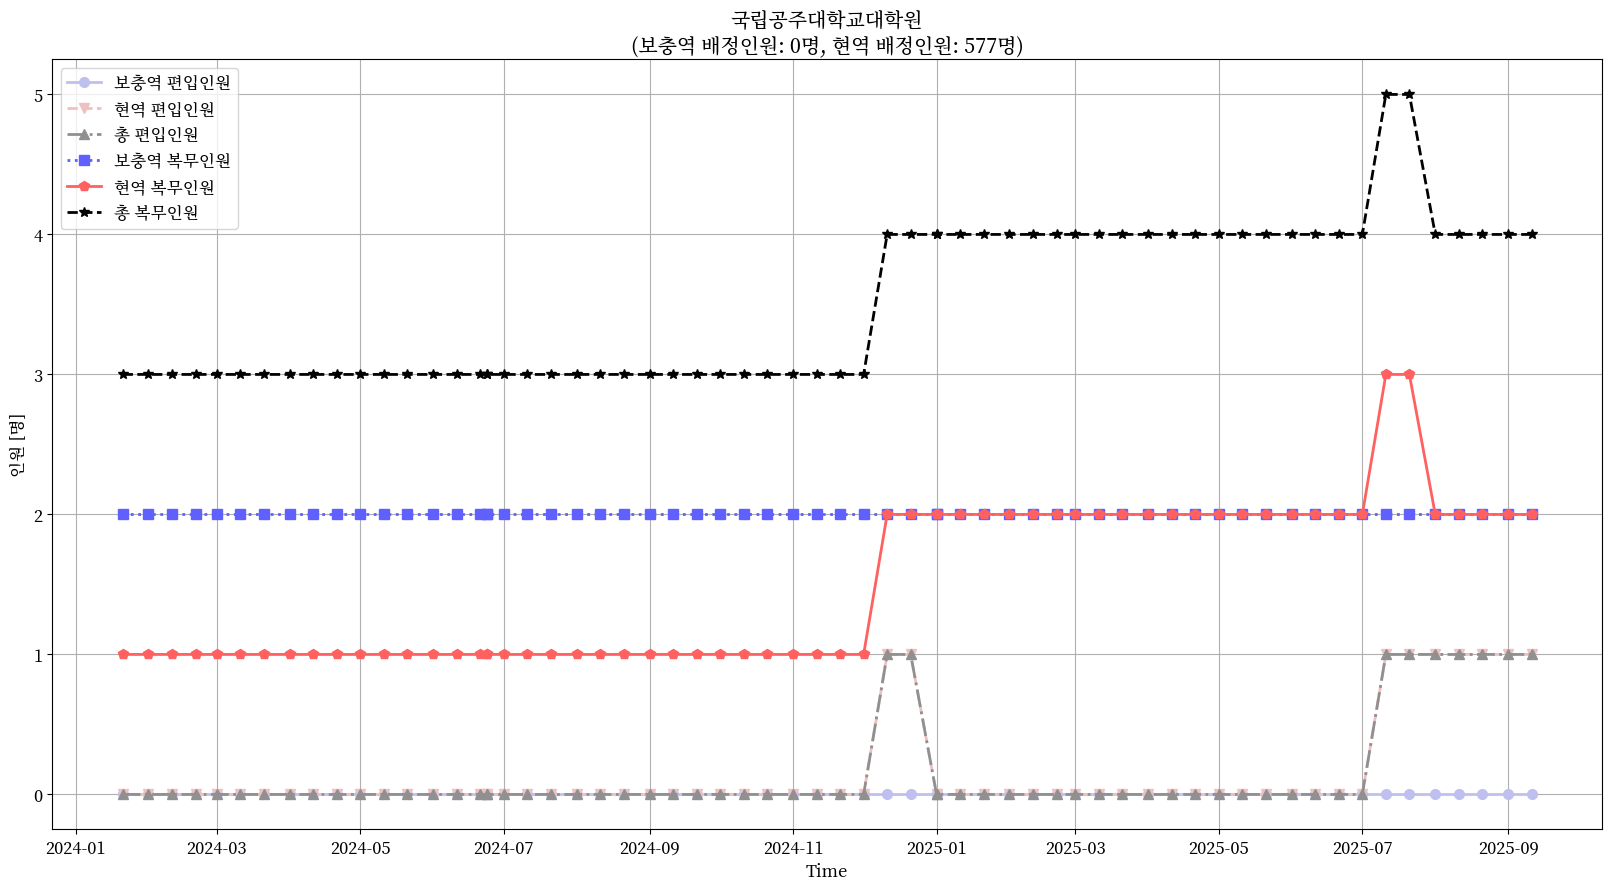 국립공주대학교대학원
(보충역 배정인원: 0명, 현역 배정인원: 577명)
보충역 편입인원
현역 편입인원
총 편입인원
보충역 복무인원
현역 복무인원
총 복무인원
인원 [명]
5
4
3
2
1
0
2024-01
2024-03
2024-05
2024-07
2024-09
2024-11
2025-01
2025-03
2025-05
2025-07
2025-09
Time